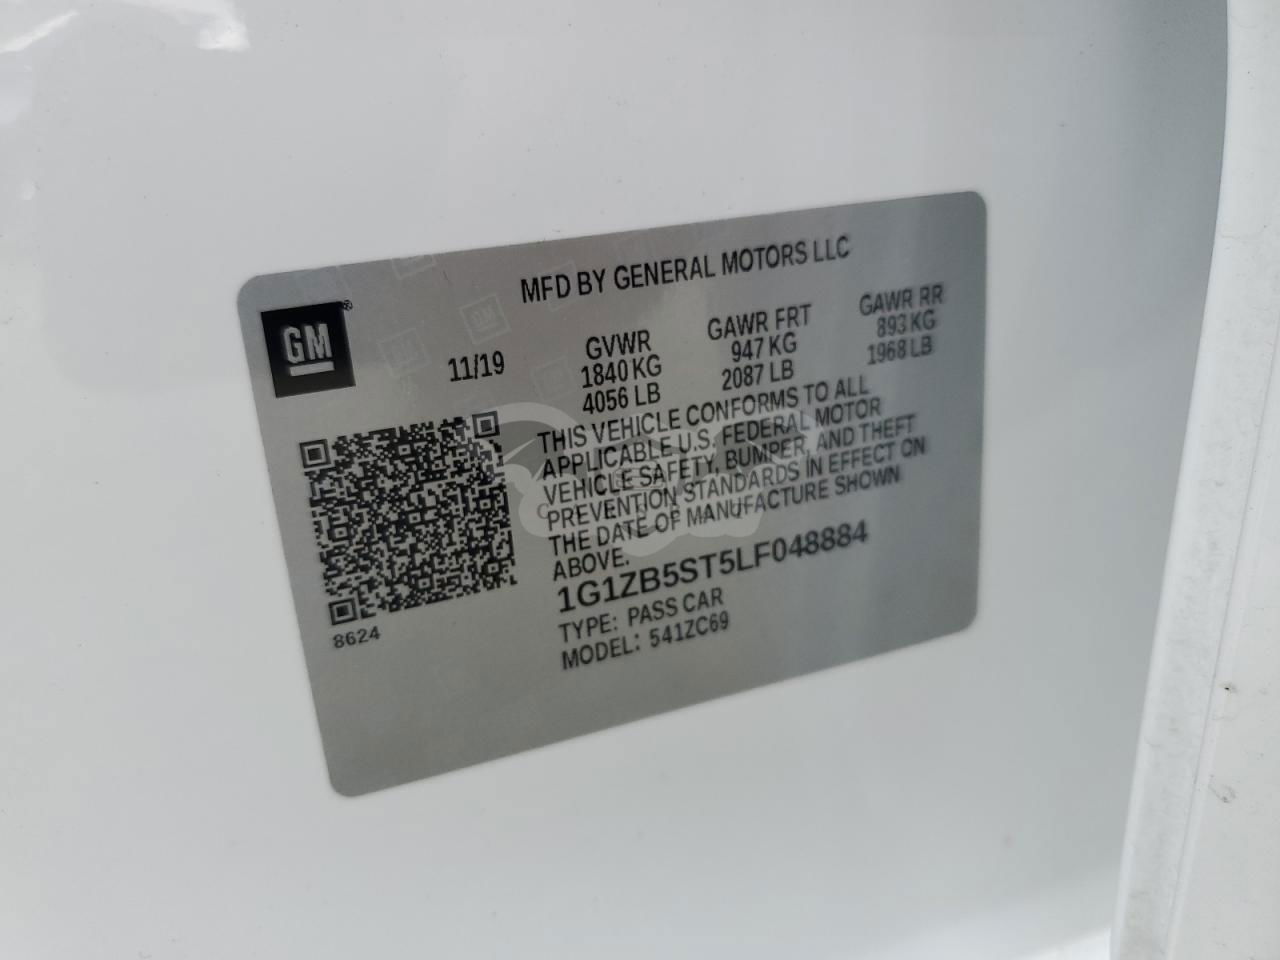 MFD BY GENERAL MOTORS LLC
GM®
11/19
GVWR
1840 KG
4056 LB
GAWR FRT
947 KG
2087 LB
GAWR RR
893 KG
1968 LB
THIS VEHICLE CONFORMS TO ALL
APPLICABLE U.S. FEDERAL MOTOR
VEHICLE SAFETY, BUMPER, AND THEFT
PREVENTION STANDARDS IN EFFECT ON
THE DATE OF MANUFACTURE SHOWN
ABOVE.
1G1ZB5ST5LF048884
TYPE: PASS CAR
MODEL: 541ZC69
8624